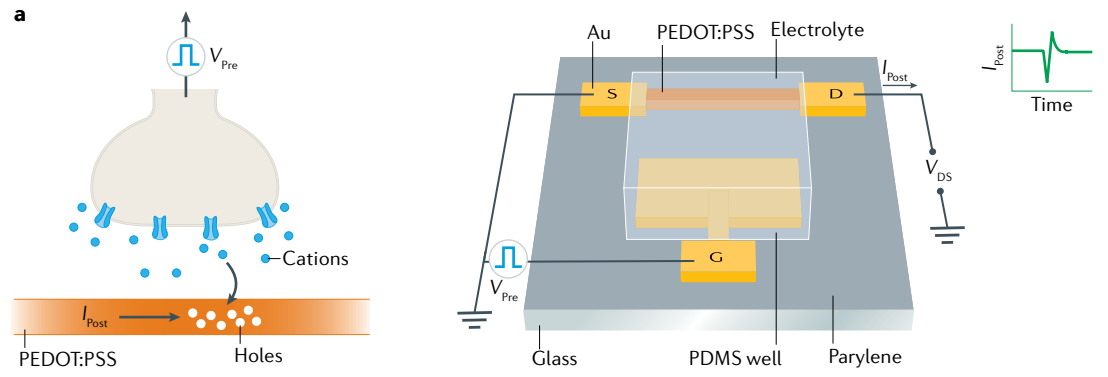 a
V Pre
Cations
I Post
PEDOT:PSS
Holes
Au
PEDOT:PSS
Electrolyte
S
D
I Post
V DS
G
V Pre
Glass
PDMS well
Parylene
I Post
Time